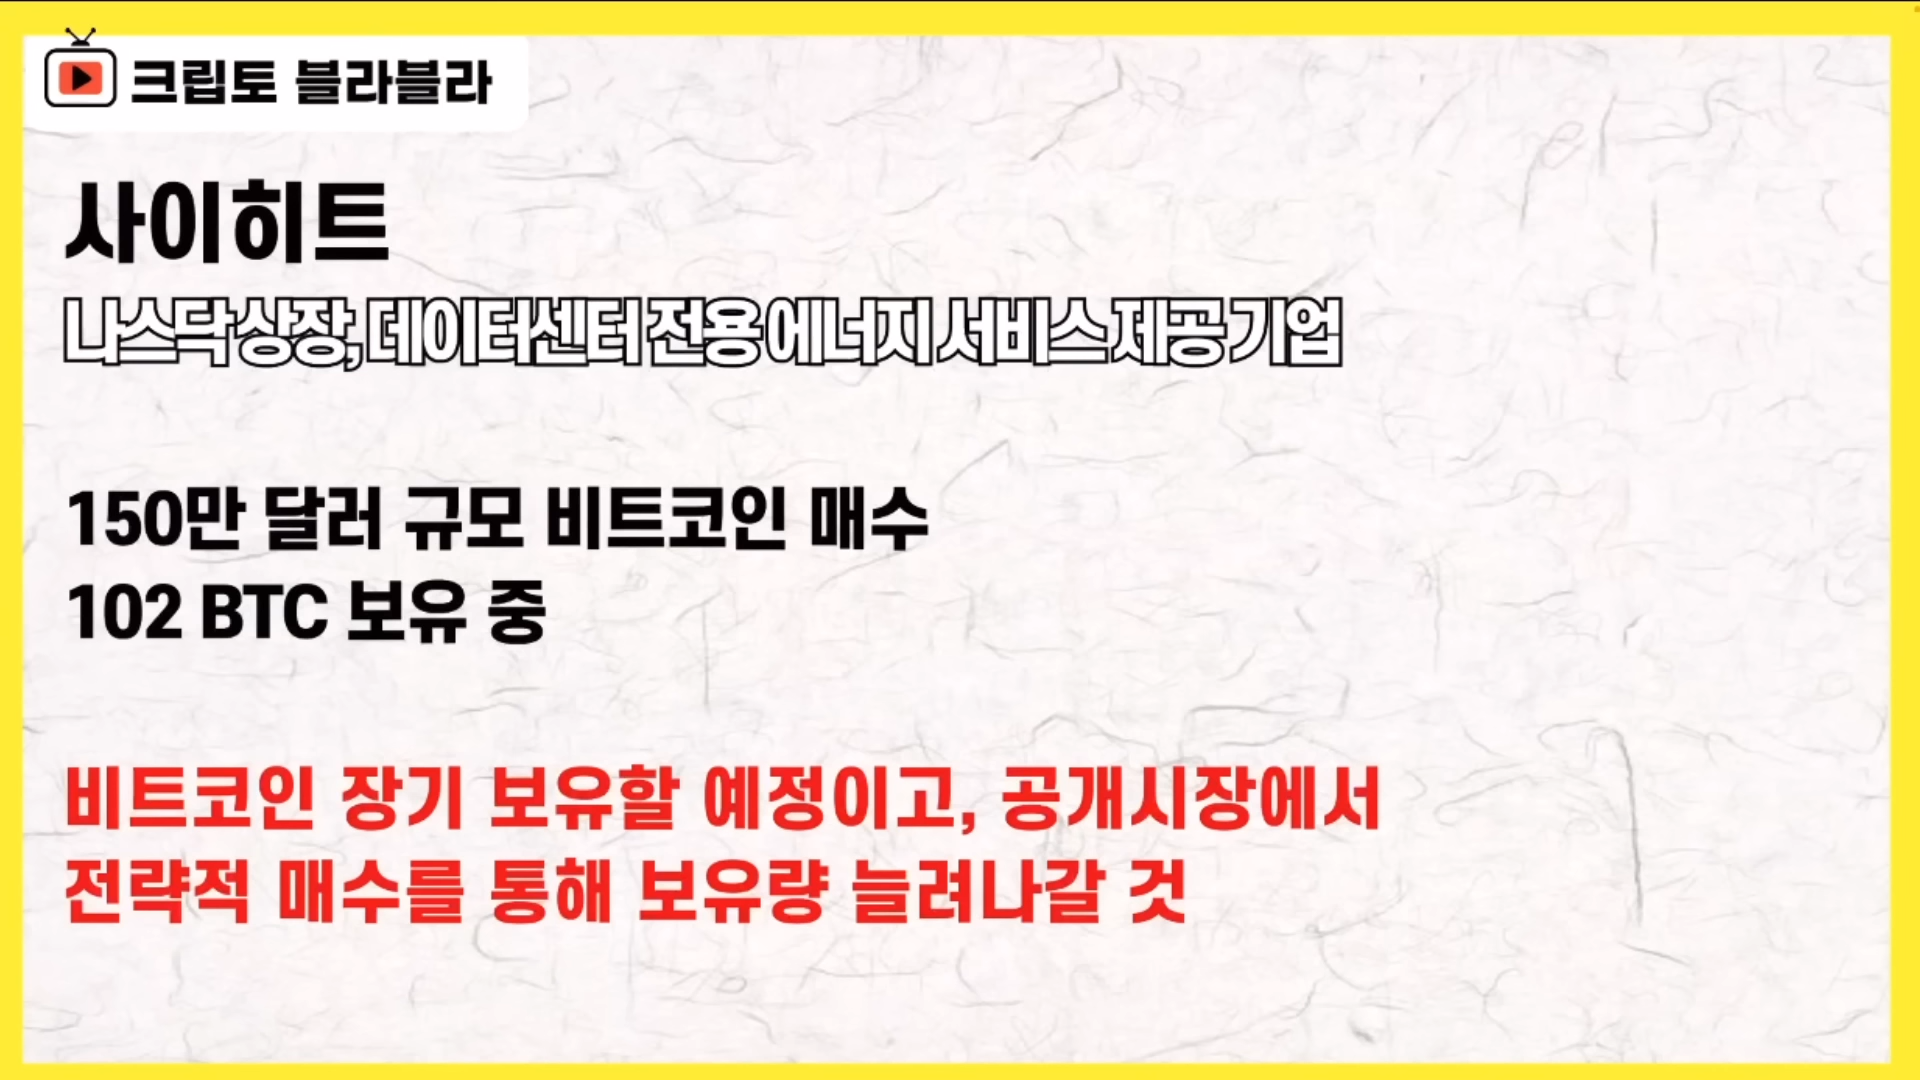 크립토 블라블라
사이히트
나스닥 상장, 데이터센터 전용 에너지 서비스 제공 기업
150만 달러 규모 비트코인 매수
102 BTC 보유 중
비트코인 장기 보유할 예정이고, 공개시장에서
전략적 매수를 통해 보유량 늘려나갈 것